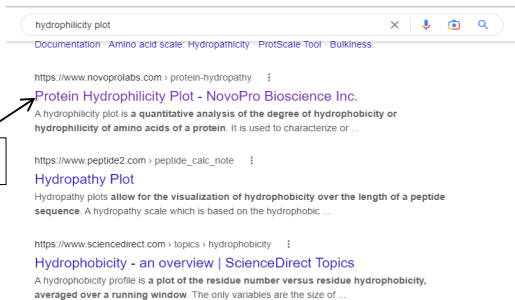 hydrophilicity plot
Documentation · Amino acid scale: Hydropathicity · ProtScale Tool · Bulkiness.
https://www.novoprolabs.com › protein-hydropathy
Protein Hydrophilicity Plot - NovoPro Bioscience Inc.
A hydrophilicity plot is a quantitative analysis of the degree of hydrophobicity or
hydrophilicity of amino acids of a protein. It is used to characterize or ...
https://www.peptide2.com › peptide_calc_note
Hydropathy Plot
Hydropathy plots allow for the visualization of hydrophobicity over the length of a peptide
sequence. A hydropathy scale which is based on the hydrophobic ...
https://www.sciencedirect.com › topics › hydrophobicity
Hydrophobicity - an overview | ScienceDirect Topics
A hydrophobicity profile is a plot of the residue number versus residue hydrophobicity,
averaged over a running window. The only variables are the size of ...